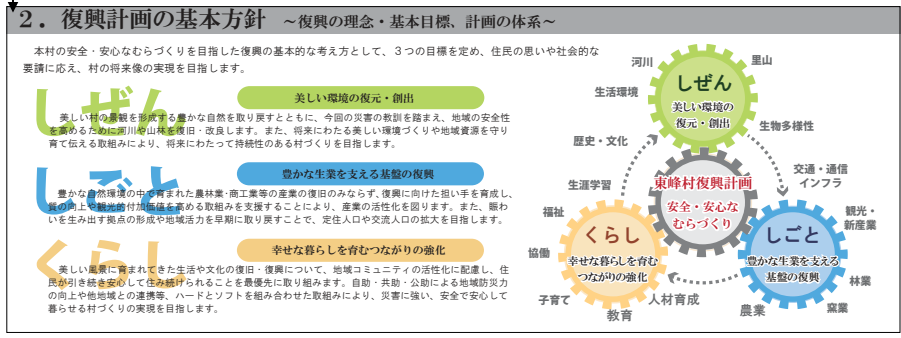 2．復興計画の基本方針 ～復興の理念・基本目標、計画の体系～
本村の安全・安心なむらづくりを目指した復興の基本的な考え方として、３つの目標を定め、住民の思いや社会的な
要請に応え、村の将来像の実現を目指します。
しぜん
美しい環境の復元・創出
美しい村の景観を形成する豊かな自然を取り戻すとともに、今回の災害の教訓を踏まえ、地域の安全性
を高めるために河川や山林を復旧・改良します。また、将来にわたる美しい環境づくりや地域資源を守り
育て伝える取組みにより、将来にわたって持続性のある村づくりを目指します。
しごと
豊かな生業を支える基盤の復興
豊かな自然環境の中で育まれた農林業・商工業等の産業の復旧のみならず、復興に向けた担い手を育成し、
質の向上や観光的付加価値を高める取組みを支援することにより、産業の活性化を図ります。また、賑わ
いを生み出す拠点の形成や地域活力を早期に取り戻すことで、定住人口や交流人口の拡大を目指します。
くらし
幸せな暮らしを育むつながりの強化
美しい風景に育まれてきた生活や文化の復旧・復興について、地域コミュニティの活性化に配慮し、住
民が引き続き安心して住み続けられることを最優先に取り組みます。自助・共助・公助による地域防災力
の向上や他地域との連携等、ハードとソフトを組み合わせた取組みにより、災害に強い、安全で安心して
暮らせる村づくりの実現を目指します。
河川
里山
しぜん
生活環境
美しい環境の
復元・創出
生物多様性
歴史・文化
交通・通信
インフラ
生涯学習
東峰村復興計画
安全・安心な
むらづくり
福祉
観光・
新産業
くらし
しごと
協働
幸せな暮らしを育む
つながりの強化
豊かな生業を支える
基盤の復興
林業
子育て
人材育成
窯業
教育
農業